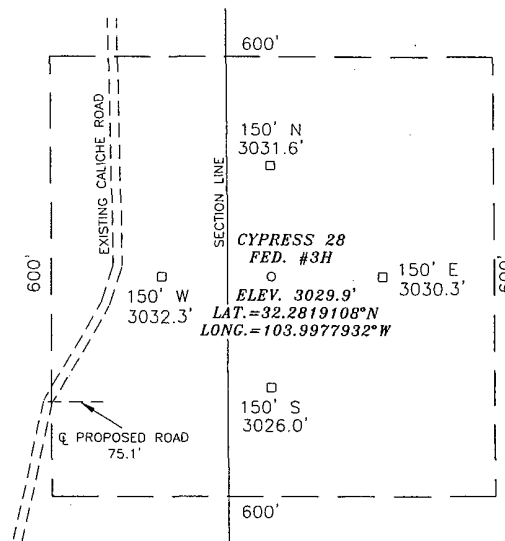 600'
EXISTING CALICHE ROAD
SECTION LINE
150' N
3031.6'
CYPRESS 28
FED. #3H
600'
150' W
3032.3'
ELEV. 3029.9'
LAT.=32.2819108°N
LONG.=103.9977932°W
150' E
3030.3'
600'
150' S
3026.0'
℄ PROPOSED ROAD
75.1'
600'